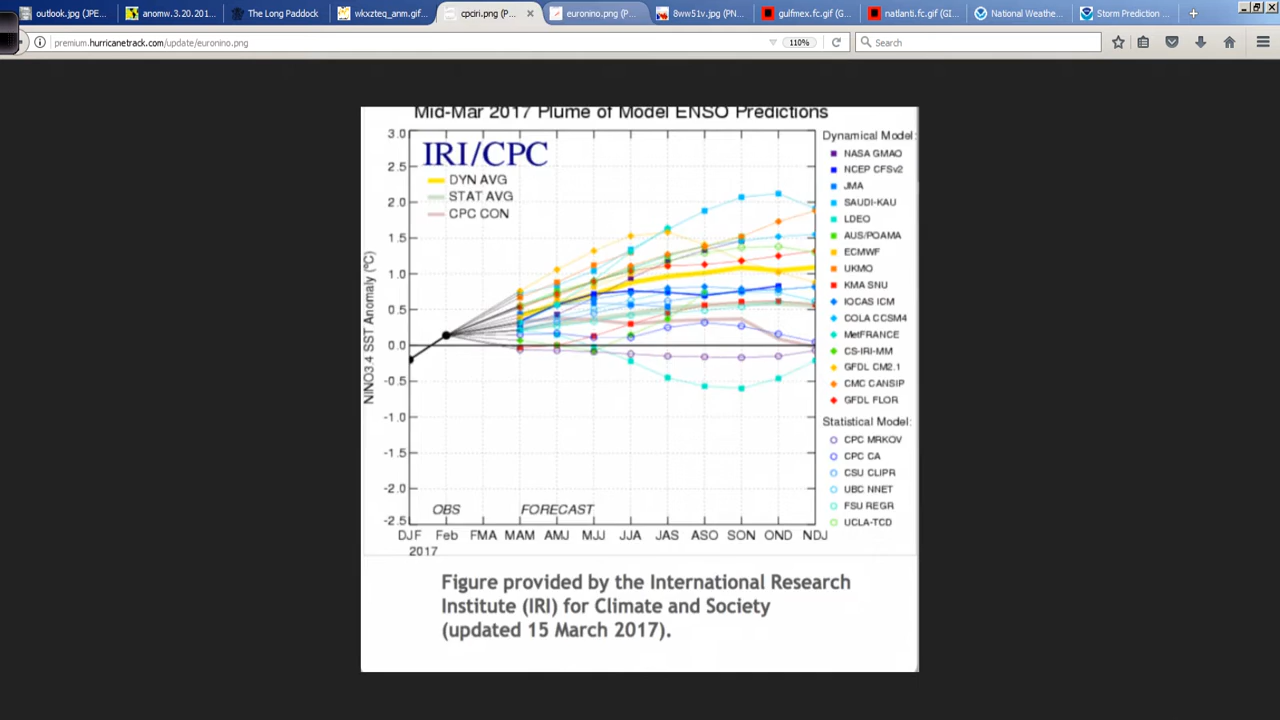 outlook.jpg (JPE...
anomw.3.20.201...
The Long Paddock
wkxzteq_anm.gif...
cpciri.png (P...
euronino.png (P...
8ww51v.jpg (PN...
gulfmex.fc.gif (G...
natlanti.fc.gif (GI...
National Weathe...
Storm Prediction ...
premium.hurricanetrack.com/update/euronino.png
110%
Search
Mid-Mar 2017 Plume of Model ENSO Predictions
IRI/CPC
DYN AVG
STAT AVG
CPC CON
NINO3.4 SST Anomaly (°C)
3.0
2.5
2.0
1.5
1.0
0.5
0.0
-0.5
-1.0
-1.5
-2.0
-2.5
OBS
FORECAST
DJF Feb FMA MAM AMJ MJJ JJA JAS ASO SON OND NDJ
2017
Dynamical Model:
NASA GMAO
NCEP CFSv2
JMA
SAUDI-KAU
LDEO
AUS/POAMA
ECMWF
UKMO
KMA SNU
IOCAS ICM
COLA CCSM4
MetFRANCE
CS-IRI-MM
GFDL CM2.1
CMC CANSIP
GFDL FLOR
Statistical Model:
CPC MRKOV
CPC CA
CSU CLIPR
UBC NNET
FSU REGR
UCLA-TCD
Figure provided by the International Research
Institute (IRI) for Climate and Society
(updated 15 March 2017).